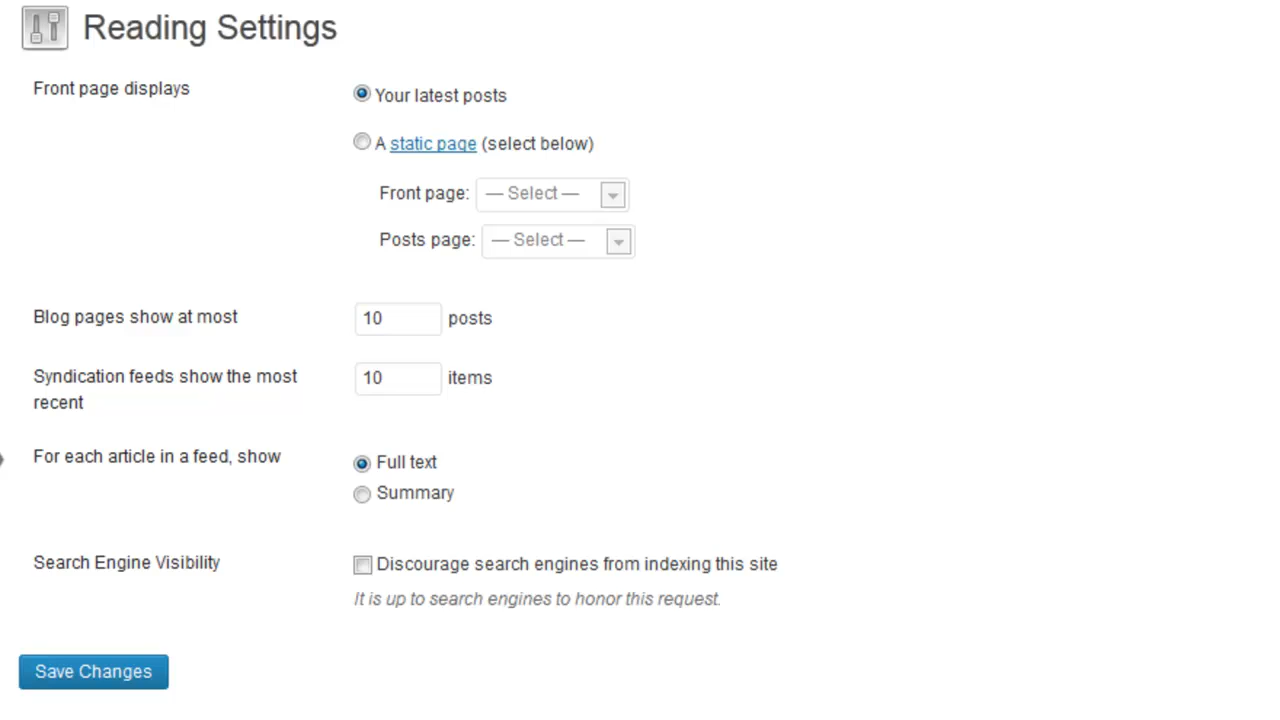 Reading Settings
Front page displays
Your latest posts
A static page (select below)
Front page: — Select —
Posts page: — Select —
Blog pages show at most
10 posts
Syndication feeds show the most
recent
10 items
For each article in a feed, show
Full text
Summary
Search Engine Visibility
Discourage search engines from indexing this site
It is up to search engines to honor this request.
Save Changes